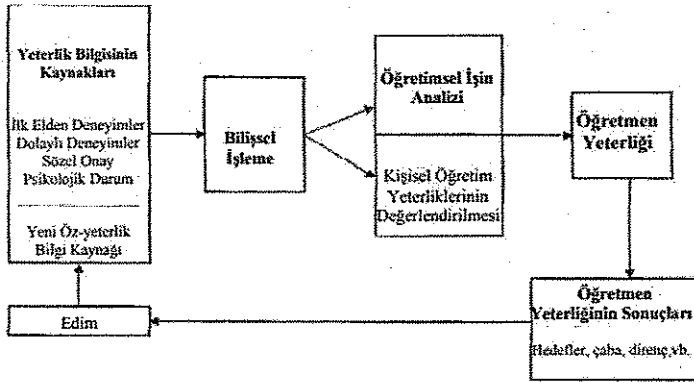 Yeterlik Bilgisinin
Kaynakları
İlk Elden Deneyimler
Dolaylı Deneyimler
Sözel Onay
Psikolojik Durum
Yeni Öz-yeterlik
Bilgi Kaynağı
Bilişsel
İşleme
Öğretimsel İşin
Analizi
Kişisel Öğretim
Yeterliklerinin
Değerlendirilmesi
Öğretmen
Yeterliği
Öğretmen
Yeterliğinin Sonuçları
Hedefler, çaba, direnç,vb.
Edim